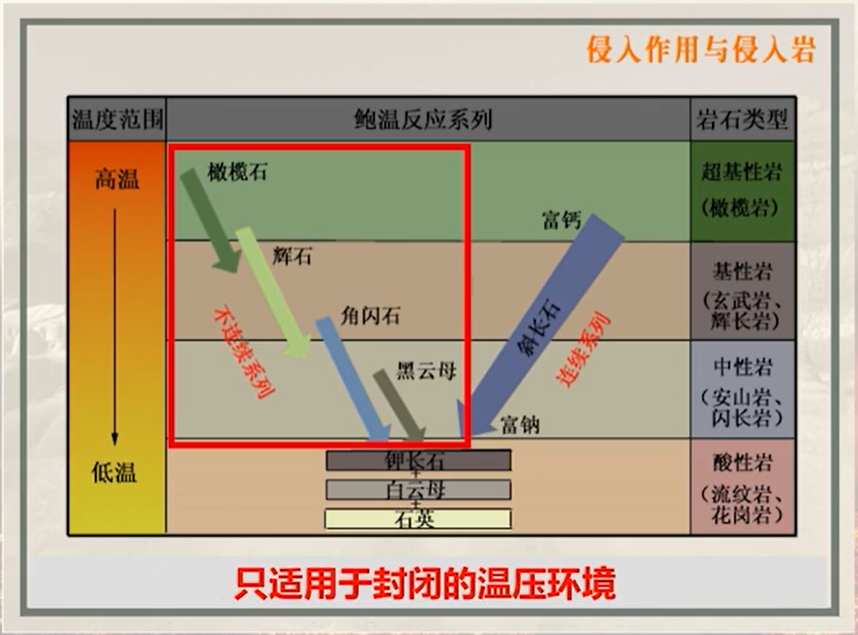 侵入作用与侵入岩
温度范围
鲍温反应系列
岩石类型
高温
低温
橄榄石
辉石
角闪石
黑云母
不连续系列
富钙
斜长石
连续系列
富钠
钾长石
+
白云母
+
石英
超基性岩
(橄榄岩)
基性岩
(玄武岩、
辉长岩)
中性岩
(安山岩、
闪长岩)
酸性岩
(流纹岩、
花岗岩)
只适用于封闭的温压环境